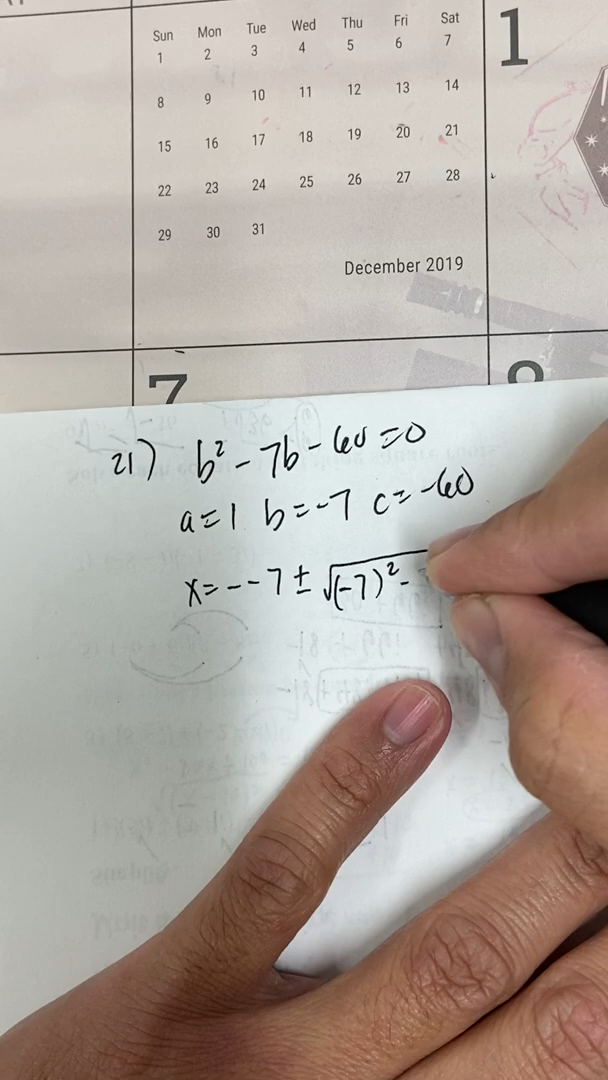 Sun Mon Tue Wed Thu Fri Sat
1 2 3 4 5 6 7
8 9 10 11 12 13 14
15 16 17 18 19 20 21
22 23 24 25 26 27 28
29 30 31
December 2019
1
7
21) b² - 7b - 60 = 0
a = 1 b = -7 c = -60
x = - -7 ± √(-7)² -